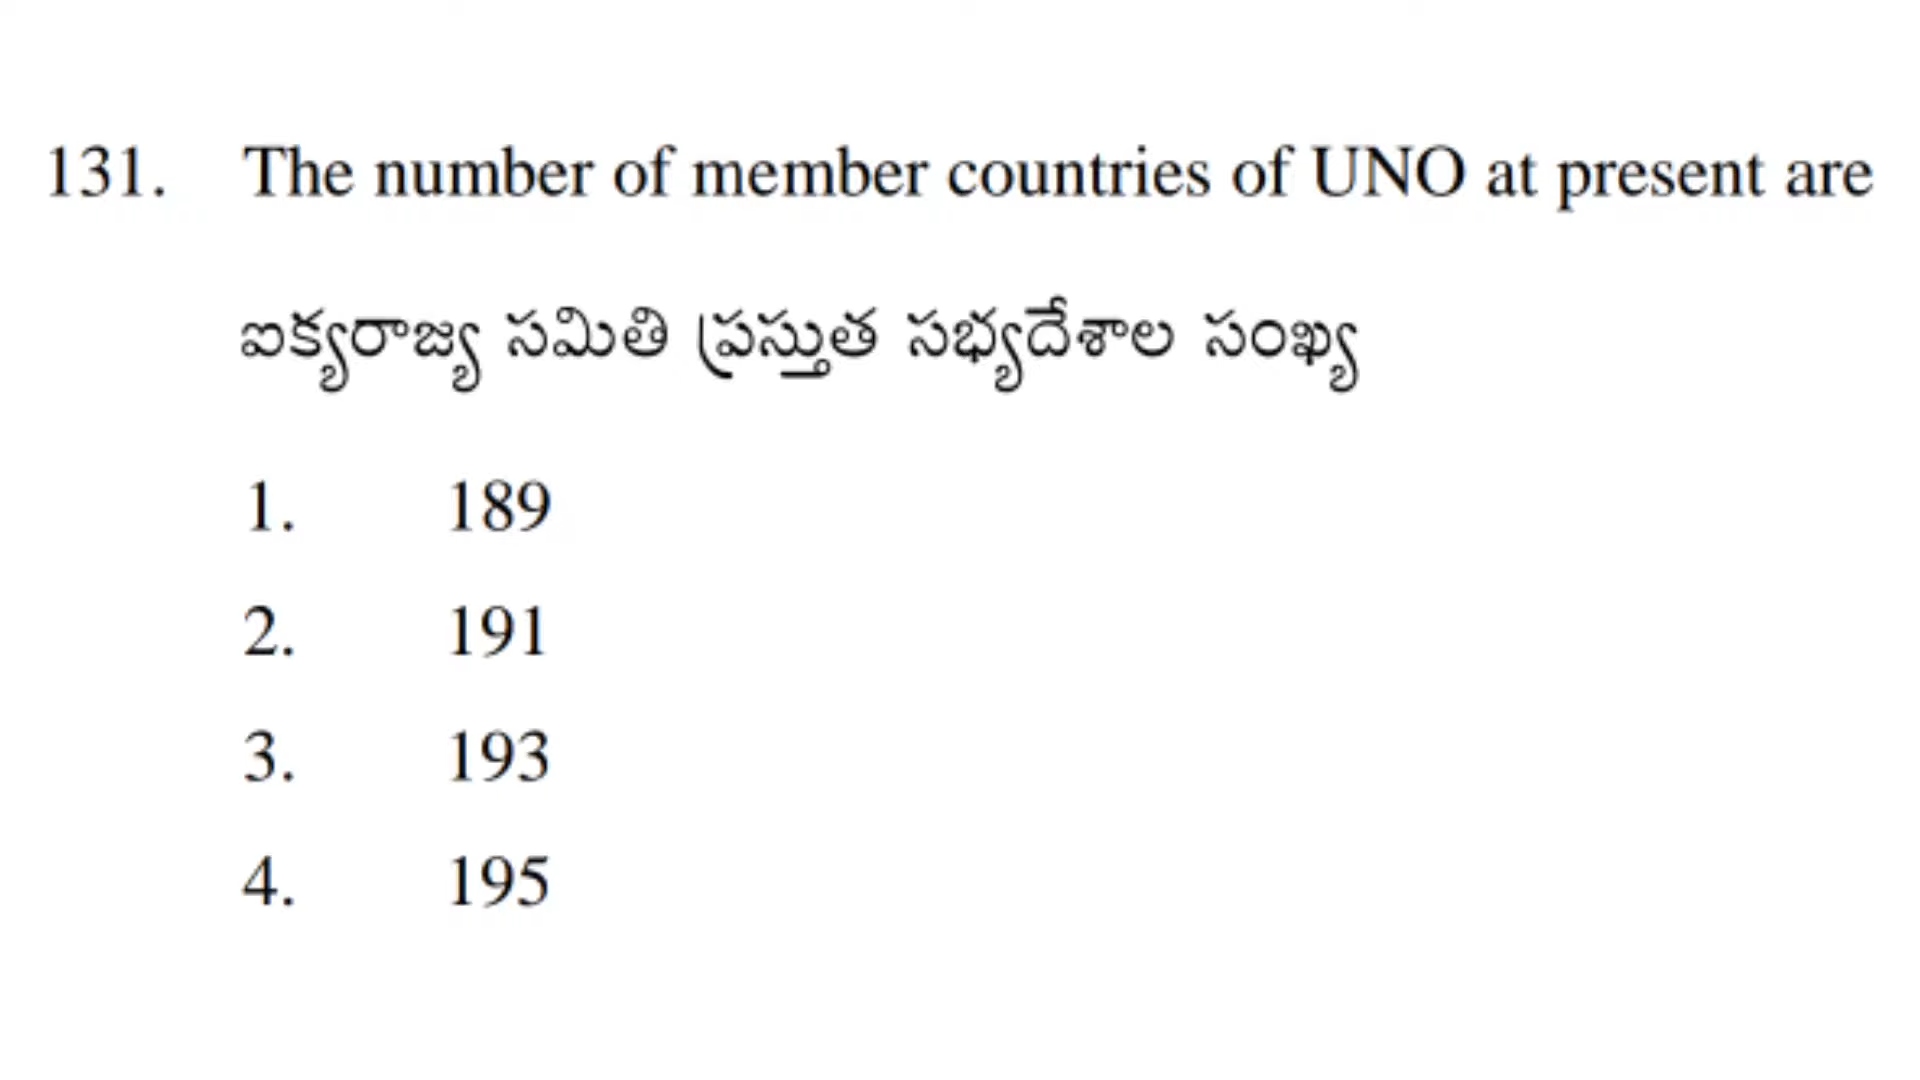 131. The number of member countries of UNO at present are
ఐక్యరాజ్య సమితి ప్రస్తుత సభ్యదేశాల సంఖ్య
1. 189
2. 191
3. 193
4. 195